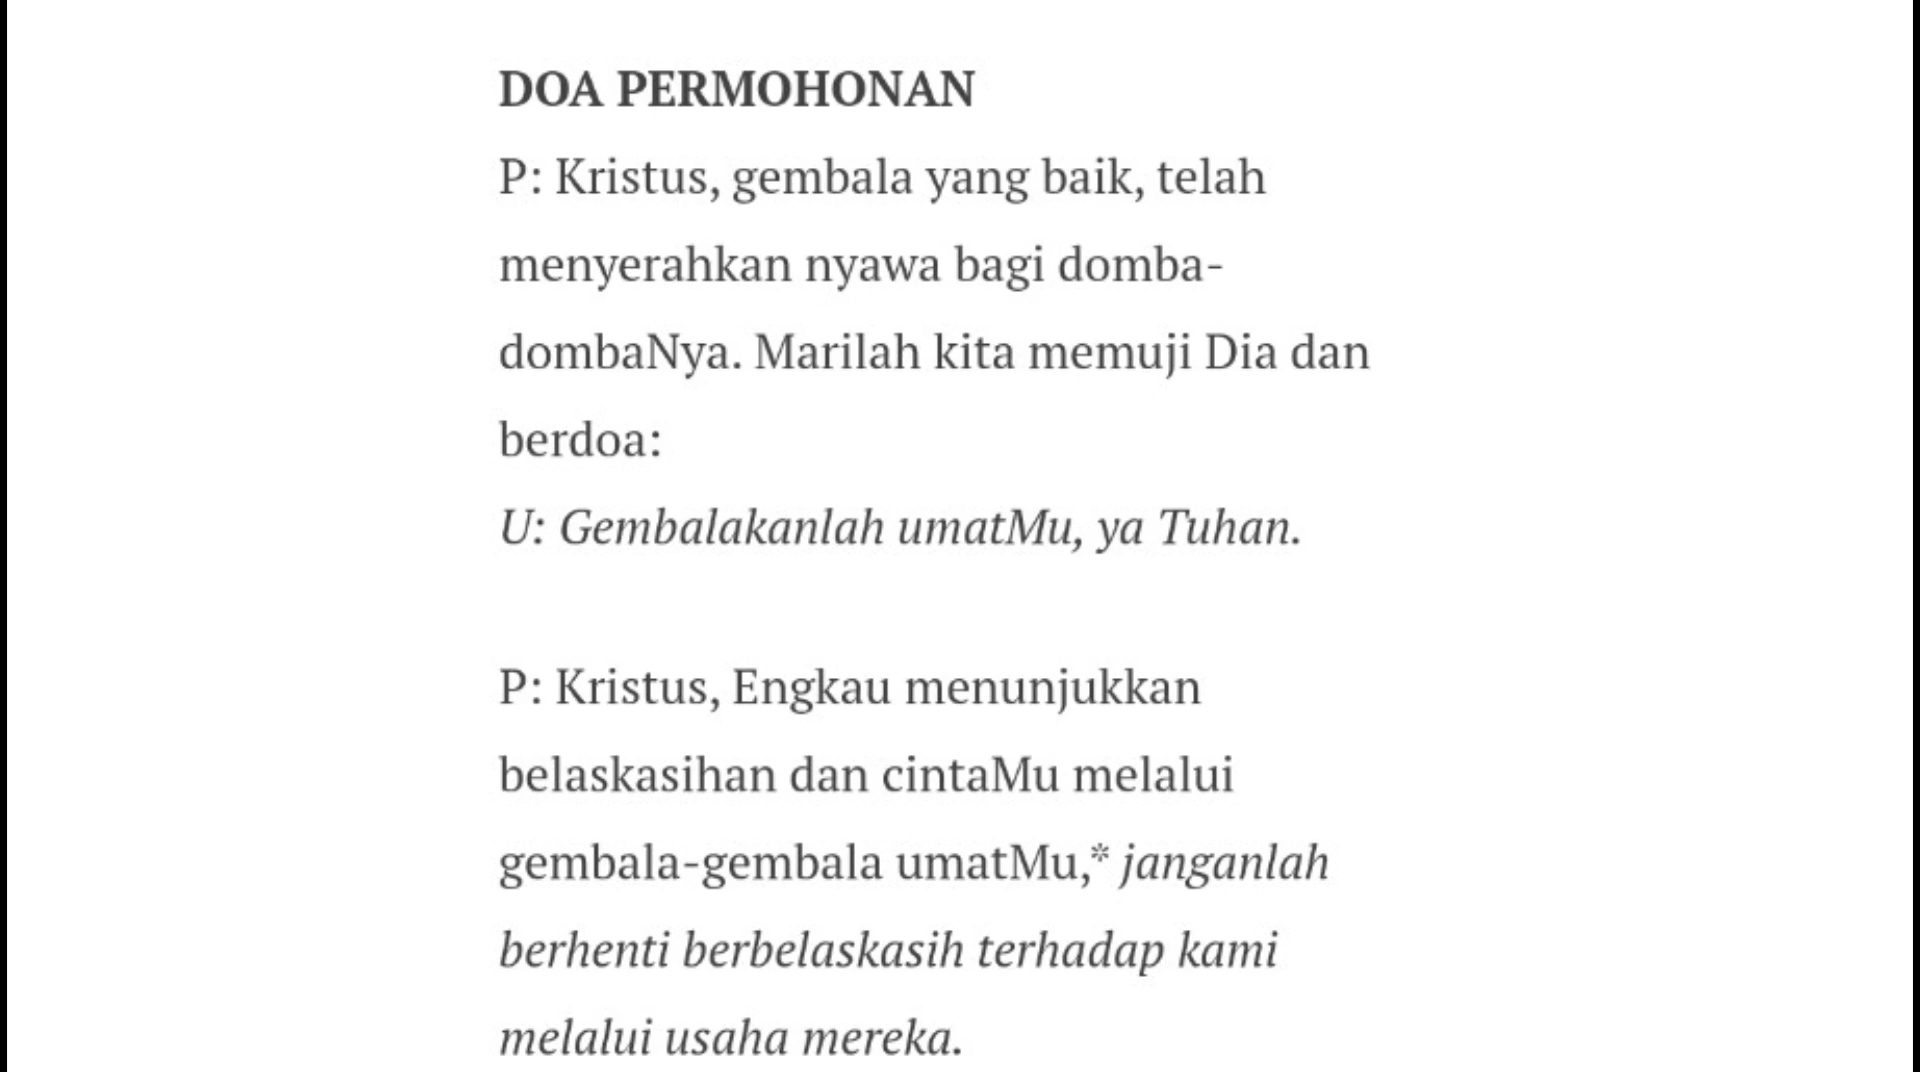 DOA PERMOHONAN
P: Kristus, gembala yang baik, telah
menyerahkan nyawa bagi domba-
dombaNya. Marilah kita memuji Dia dan
berdoa:
U: Gembalakanlah umatMu, ya Tuhan.
P: Kristus, Engkau menunjukkan
belaskasihan dan cintaMu melalui
gembala-gembala umatMu,* janganlah
berhenti berbelaskasih terhadap kami
melalui usaha mereka.